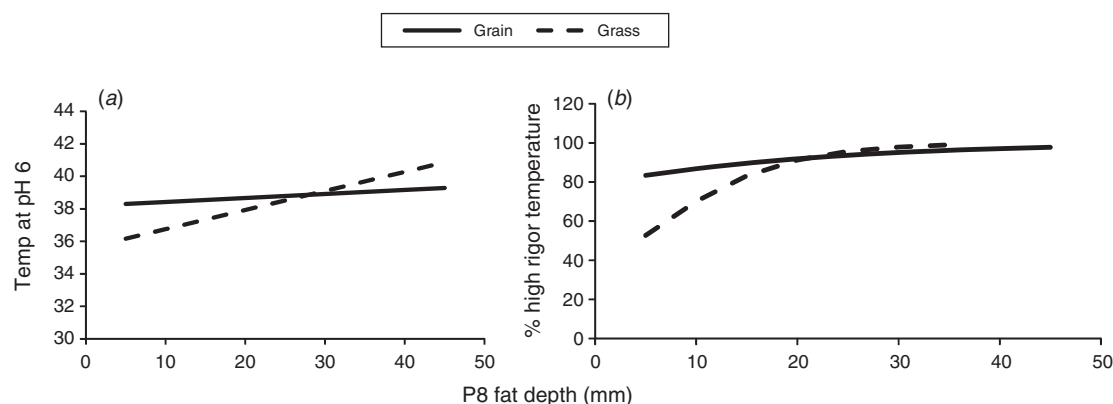 Grain Grass
(a)
44
42
40
38
36
34
32
30
0 10 20 30 40 50
Temp at pH 6
(b)
120
100
80
60
40
20
0
0 10 20 30 40 50
% high rigor temperature
P8 fat depth (mm)